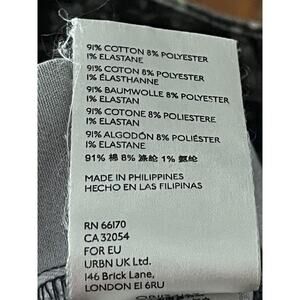 91% COTTON 8% POLYESTER
1% ELASTANE
91% COTON 8% POLYESTER
1% ÉLASTHANNE
91% BAUMWOLLE 8% POLYESTER
1% ELASTAN
91% COTONE 8% POLIESTERE
1% ELASTAN
91% ALGODÓN 8% POLIÉSTER
1% ELASTANE
91% 棉 8% 涤纶 1% 氨纶
MADE IN PHILIPPINES
HECHO EN LAS FILIPINAS
RN 66170
CA 32054
FOR EU
URBN UK Ltd.
146 Brick Lane,
LONDON E1 6RU